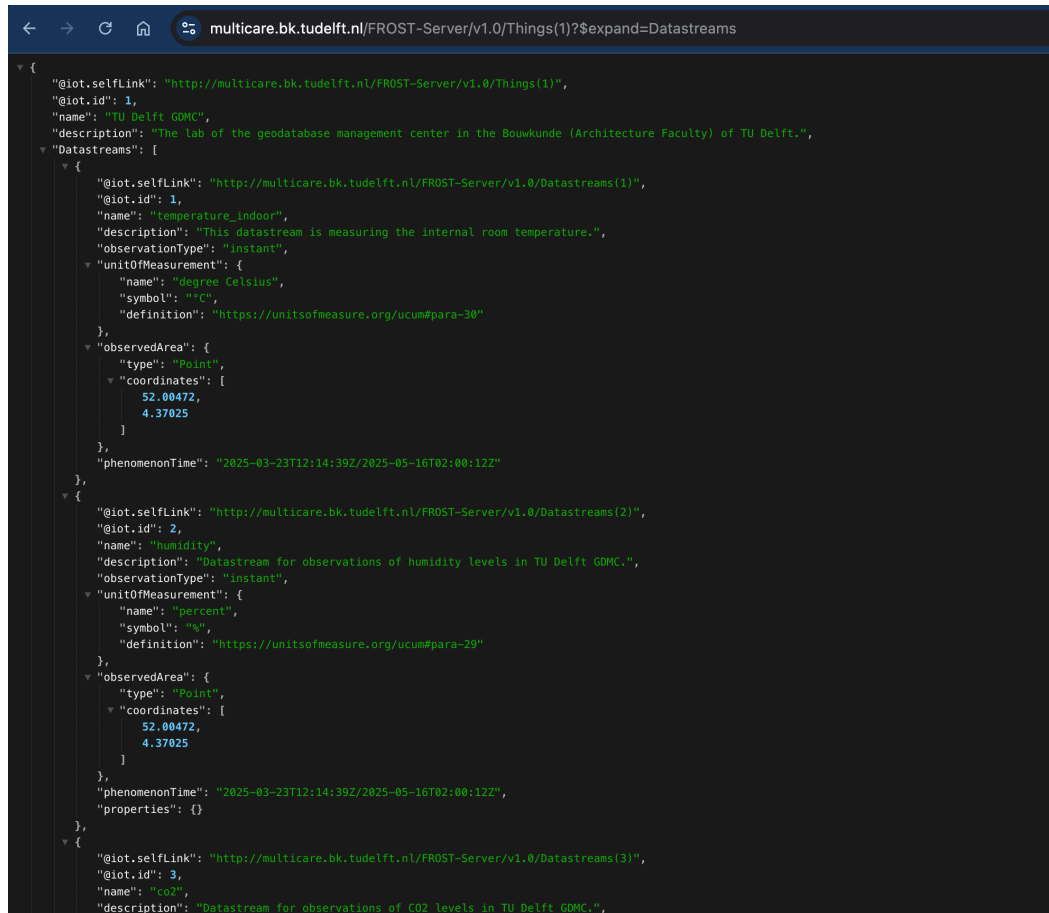 multicare.bk.tudelft.nl/FROST-Server/v1.0/Things(1)?$expand=Datastreams
{
"@iot.selfLink": "http://multicare.bk.tudelft.nl/FROST-Server/v1.0/Things(1)",
"@iot.id": 1,
"name": "TU Delft GDMC",
"description": "The lab of the geodatabase management center in the Bouwkunde (Architecture Faculty) of TU Delft.",
"Datastreams": [
{
"@iot.selfLink": "http://multicare.bk.tudelft.nl/FROST-Server/v1.0/Datastreams(1)",
"@iot.id": 1,
"name": "temperature_indoor",
"description": "This datastream is measuring the internal room temperature.",
"observationType": "instant",
"unitOfMeasurement": {
"name": "degree Celsius",
"symbol": "°C",
"definition": "https://unitsofmeasure.org/ucum#para-30"
},
"observedArea": {
"type": "Point",
"coordinates": [
52.00472,
4.37025
]
},
"phenomenonTime": "2025-03-23T12:14:39Z/2025-05-16T02:00:12Z"
},
{
"@iot.selfLink": "http://multicare.bk.tudelft.nl/FROST-Server/v1.0/Datastreams(2)",
"@iot.id": 2,
"name": "humidity",
"description": "Datastream for observations of humidity levels in TU Delft GDMC.",
"observationType": "instant",
"unitOfMeasurement": {
"name": "percent",
"symbol": "%",
"definition": "https://unitsofmeasure.org/ucum#para-29"
},
"observedArea": {
"type": "Point",
"coordinates": [
52.00472,
4.37025
]
},
"phenomenonTime": "2025-03-23T12:14:39Z/2025-05-16T02:00:12Z",
"properties": {}
},
{
"@iot.selfLink": "http://multicare.bk.tudelft.nl/FROST-Server/v1.0/Datastreams(3)",
"@iot.id": 3,
"name": "co2",
"description": "Datastream for observations of CO2 levels in TU Delft GDMC.",